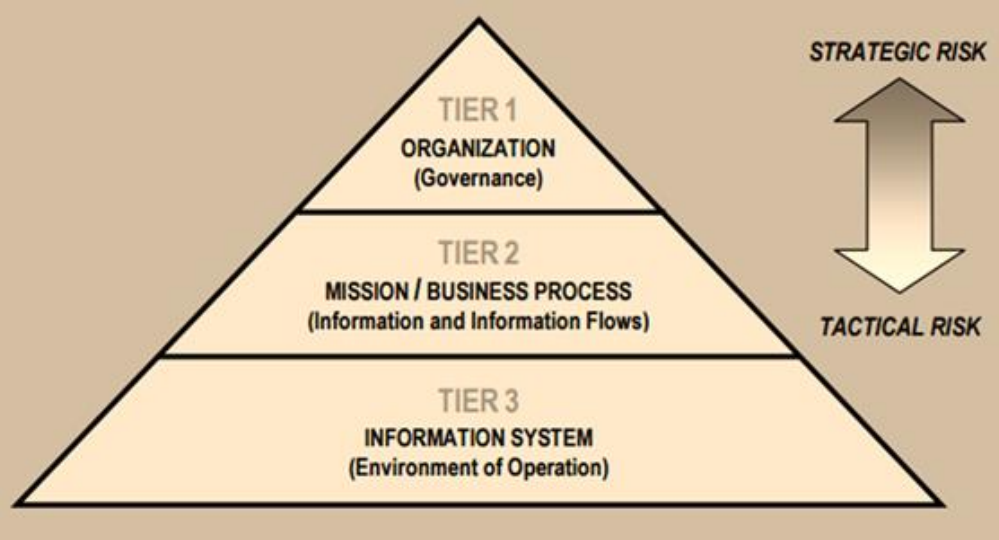 STRATEGIC RISK
TIER 1
ORGANIZATION
(Governance)
TIER 2
MISSION / BUSINESS PROCESS
(Information and Information Flows)
TACTICAL RISK
TIER 3
INFORMATION SYSTEM
(Environment of Operation)